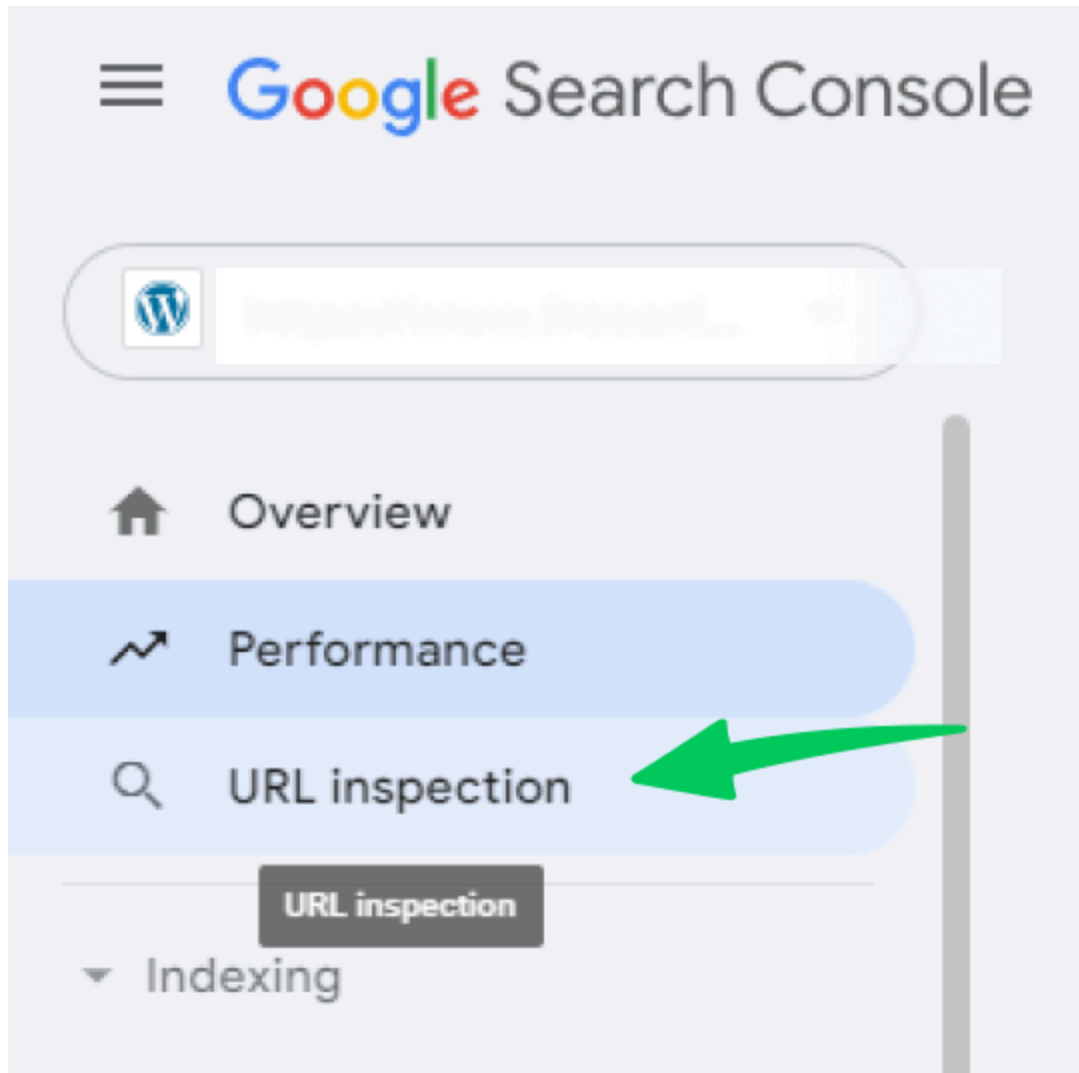 Google Search Console
Overview
Performance
URL inspection
URL inspection
Indexing